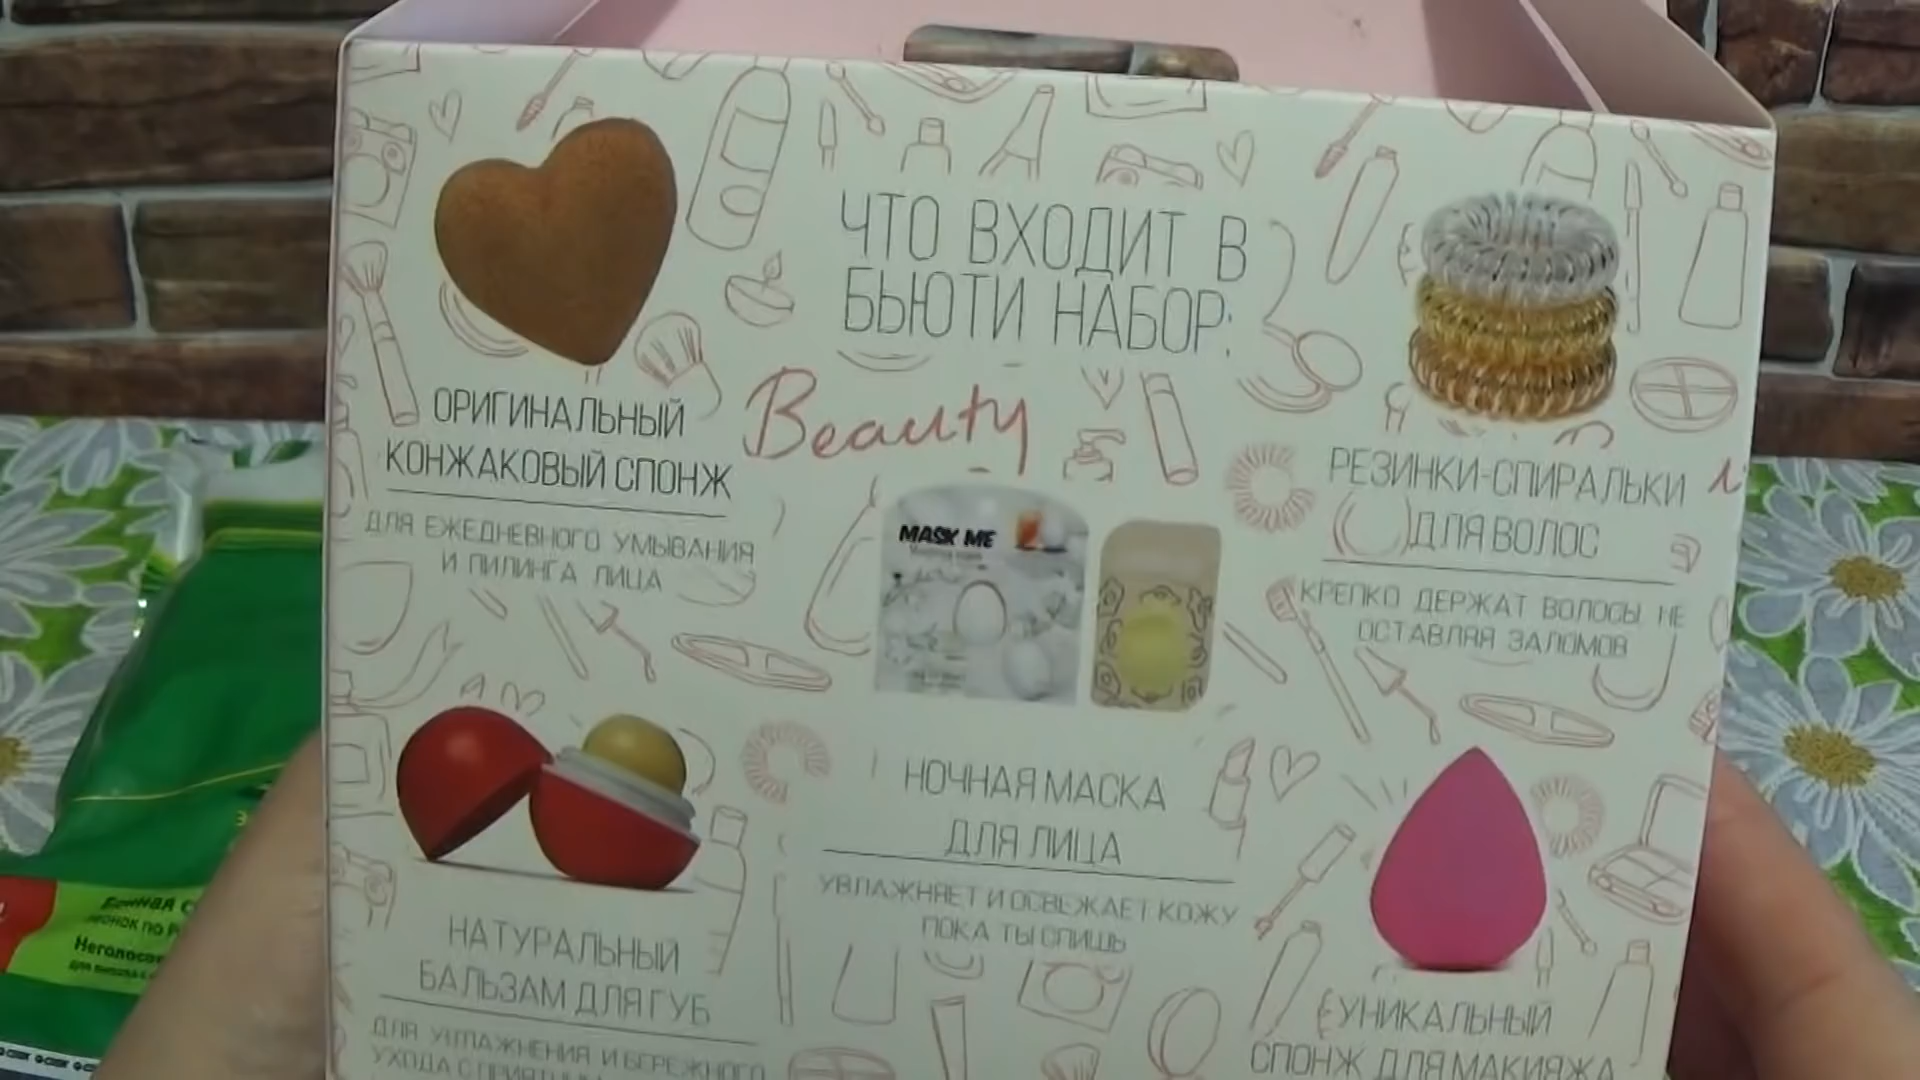 ЧТО ВХОДИТ В
БЬЮТИ НАБОР:
Beauty
ОРИГИНАЛЬНЫЙ
КОНЖАКОВЫЙ СПОНЖ
ДЛЯ ЕЖЕДНЕВНОГО УМЫВАНИЯ
И ПИЛИНГА ЛИЦА
РЕЗИНКИ-СПИРАЛЬКИ
ДЛЯ ВОЛОС
КРЕПКО ДЕРЖАТ ВОЛОСЫ НЕ
ОСТАВЛЯЯ ЗАЛОМОВ
MASK ME
НОЧНАЯ МАСКА
ДЛЯ ЛИЦА
УВЛАЖНЯЕТ И ОСВЕЖАЕТ КОЖУ
ПОКА ТЫ СПИШЬ
НАТУРАЛЬНЫЙ
БАЛЬЗАМ ДЛЯ ГУБ
ДЛЯ УВЛАЖНЕНИЯ И БЕРЕЖНОГО
УХОДА С
УНИКАЛЬНЫЙ
СПОНЖ ДЛЯ МАКИЯЖА